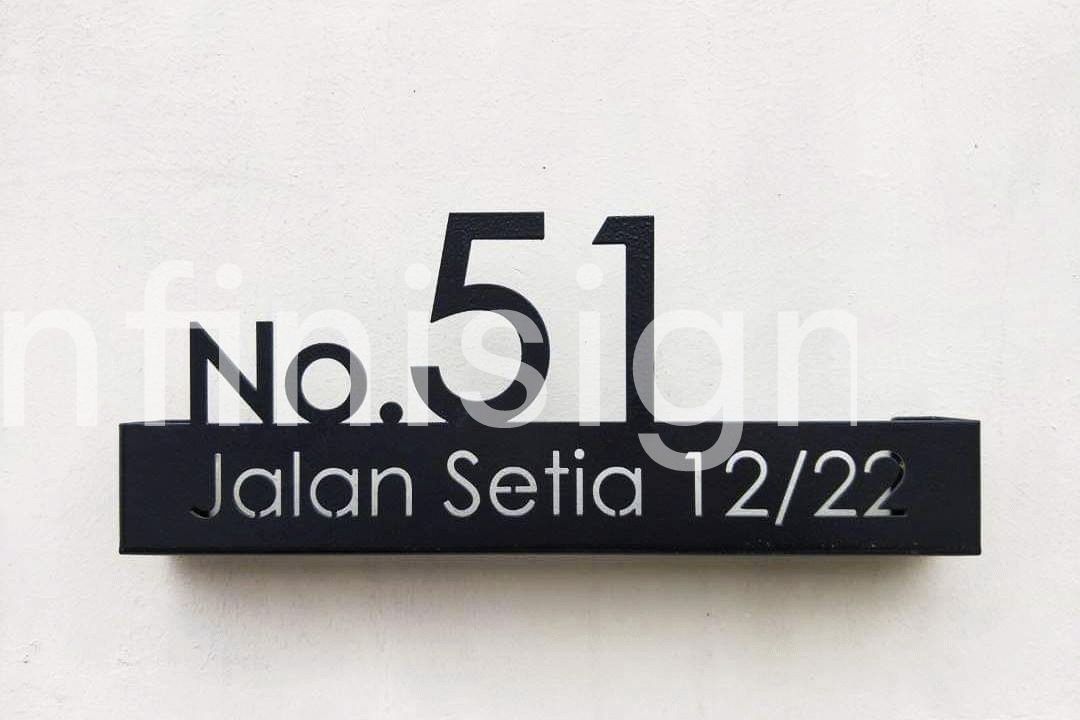 No.51
Jalan Setia 12/22
nfinisign